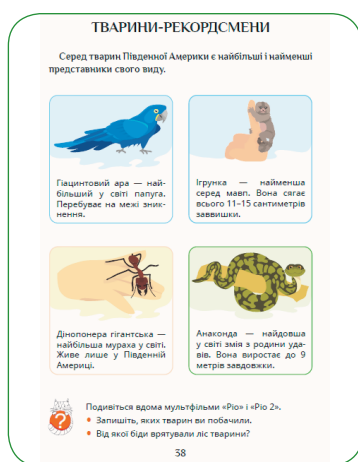 ТВАРИНИ-РЕКОРДСМЕНИ
Серед тварин Південної Америки є найбільші і найменші
представники свого виду.
Гіацинтовий ара — най-
більший у світі папуга.
Перебуває на межі зник-
нення.
Ігрунка — найменша
серед мавп. Вона сягає
всього 11–15 сантиметрів
заввишки.
Дінопонера гігантська —
найбільша мураха у світі.
Живе лише у Південній
Америці.
Анаконда — найдовша
у світі змія з родини уда-
вів. Вона виростає до 9
метрів завдовжки.
Подивіться вдома мультфільми «Ріо» і «Ріо 2».
• Запишіть, яких тварин ви побачили.
• Від якої біди врятували ліс тварини?
38